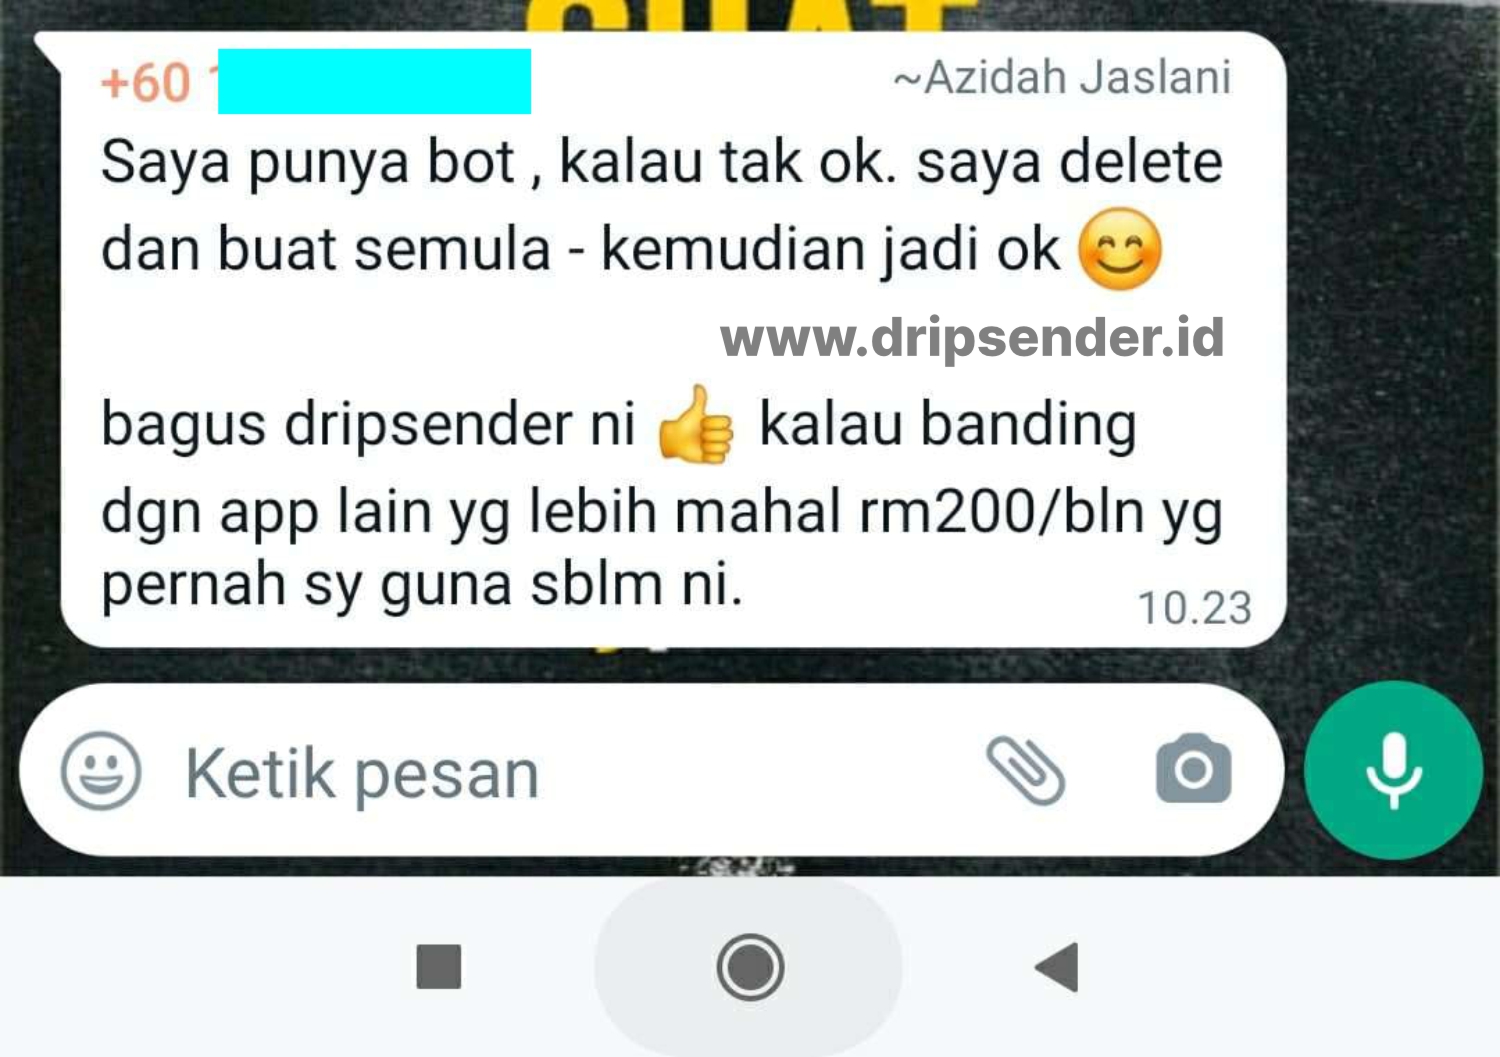 +60
~Azidah Jaslani
Saya punya bot , kalau tak ok. saya delete
dan buat semula - kemudian jadi ok 😊
www.dripsender.id
bagus dripsender ni 👍 kalau banding
dgn app lain yg lebih mahal rm200/bln yg
pernah sy guna sblm ni.
10.23
Ketik pesan